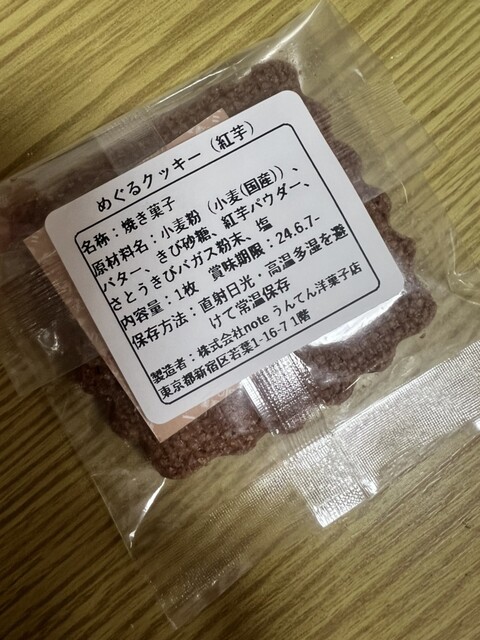 めぐるクッキー（紅芋）
名称：焼き菓子
原材料名：小麦粉（小麦(国産)）、
バター、きび砂糖、紅芋パウダー、
さとうきびバガス粉末、塩
内容量：1枚　賞味期限：24.6.7-
保存方法：直射日光・高温多湿を避
けて常温保存
製造者：株式会社note うんてん洋菓子店
東京都新宿区若葉1-16-7 1階